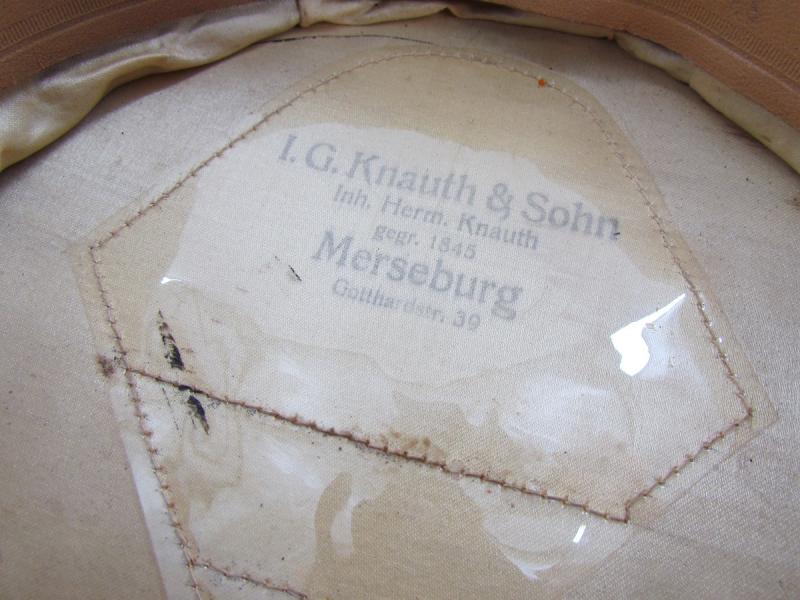 I. G. Knauth & Sohn
Inh. Herm. Knauth
gegr. 1845
Merseburg
Gotthardstr. 39